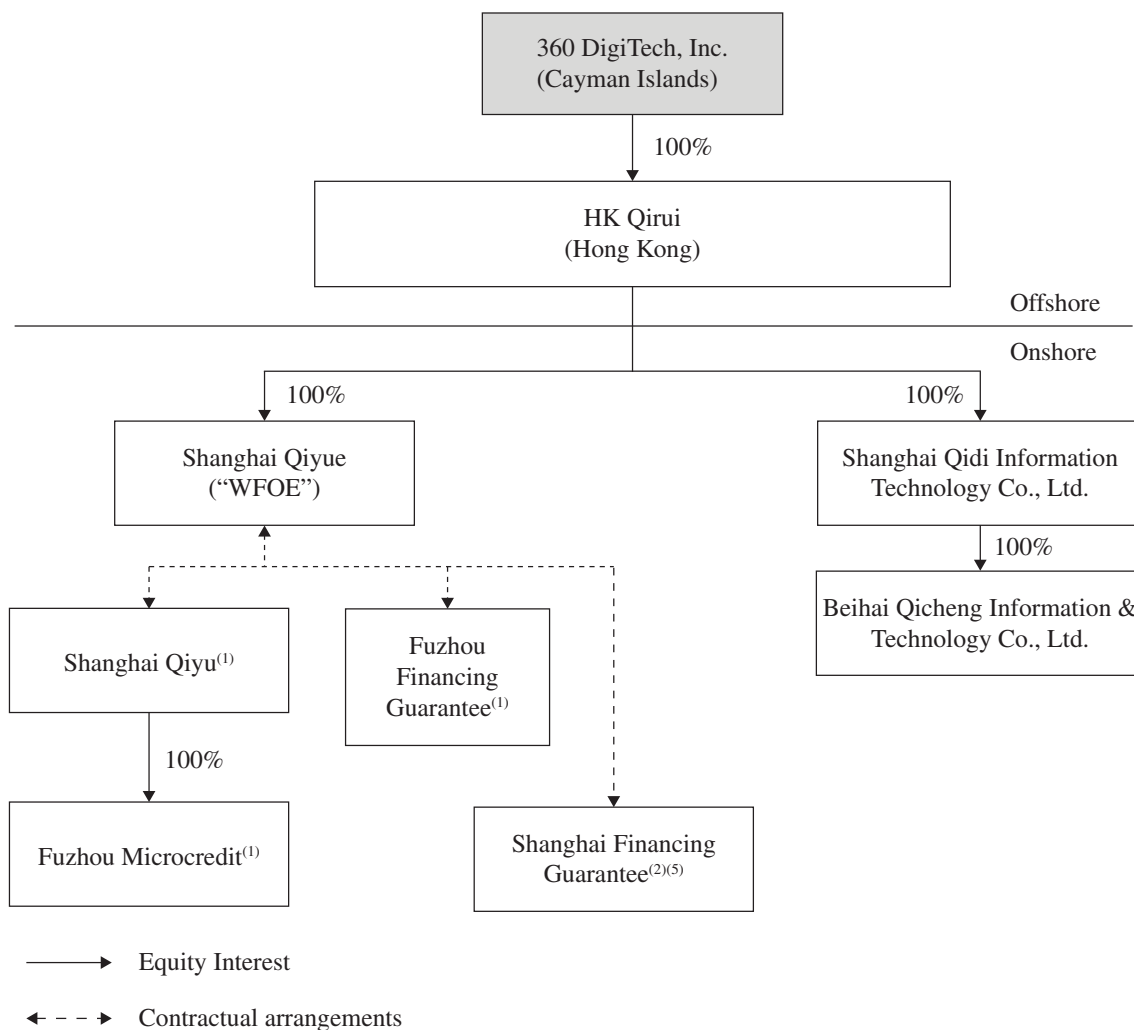 360 DigiTech, Inc.
(Cayman Islands)
100%
HK Qirui
(Hong Kong)
Offshore
Onshore
100%
100%
Shanghai Qiyue
(“WFOE”)
Shanghai Qidi Information
Technology Co., Ltd.
100%
Beihai Qicheng Information &
Technology Co., Ltd.
Shanghai Qiyu(1)
Fuzhou
Financing
Guarantee(1)
100%
Fuzhou Microcredit(1)
Shanghai Financing
Guarantee(2)(5)
Equity Interest
Contractual arrangements